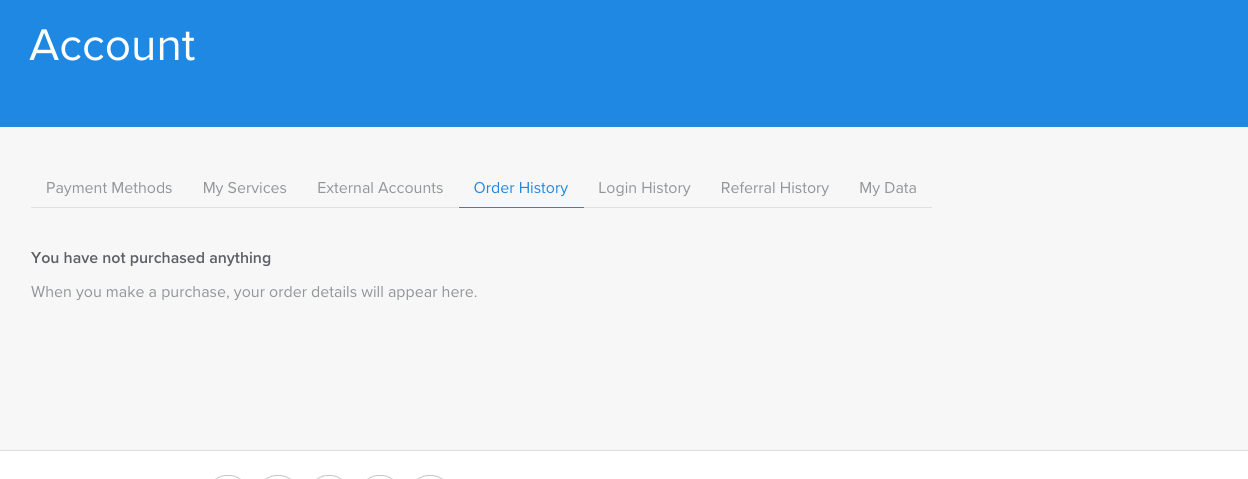 Account
Payment Methods My Services External Accounts Order History Login History Referral History My Data
You have not purchased anything
When you make a purchase, your order details will appear here.